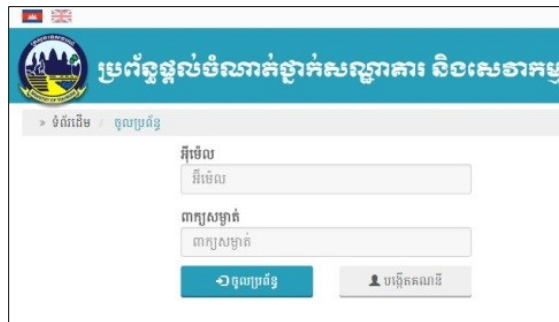 ប្រព័ន្ធផ្តល់ចំណាត់ថ្នាក់សណ្ឋាគារ និងសេវាកម្ម
» ទំព័រដើម / ចូលប្រព័ន្ធ
អ៊ីម៉េល
អ៊ីម៉េល
ពាក្យសម្ងាត់
ពាក្យសម្ងាត់
ចូលប្រព័ន្ធ
បង្កើតគណនី